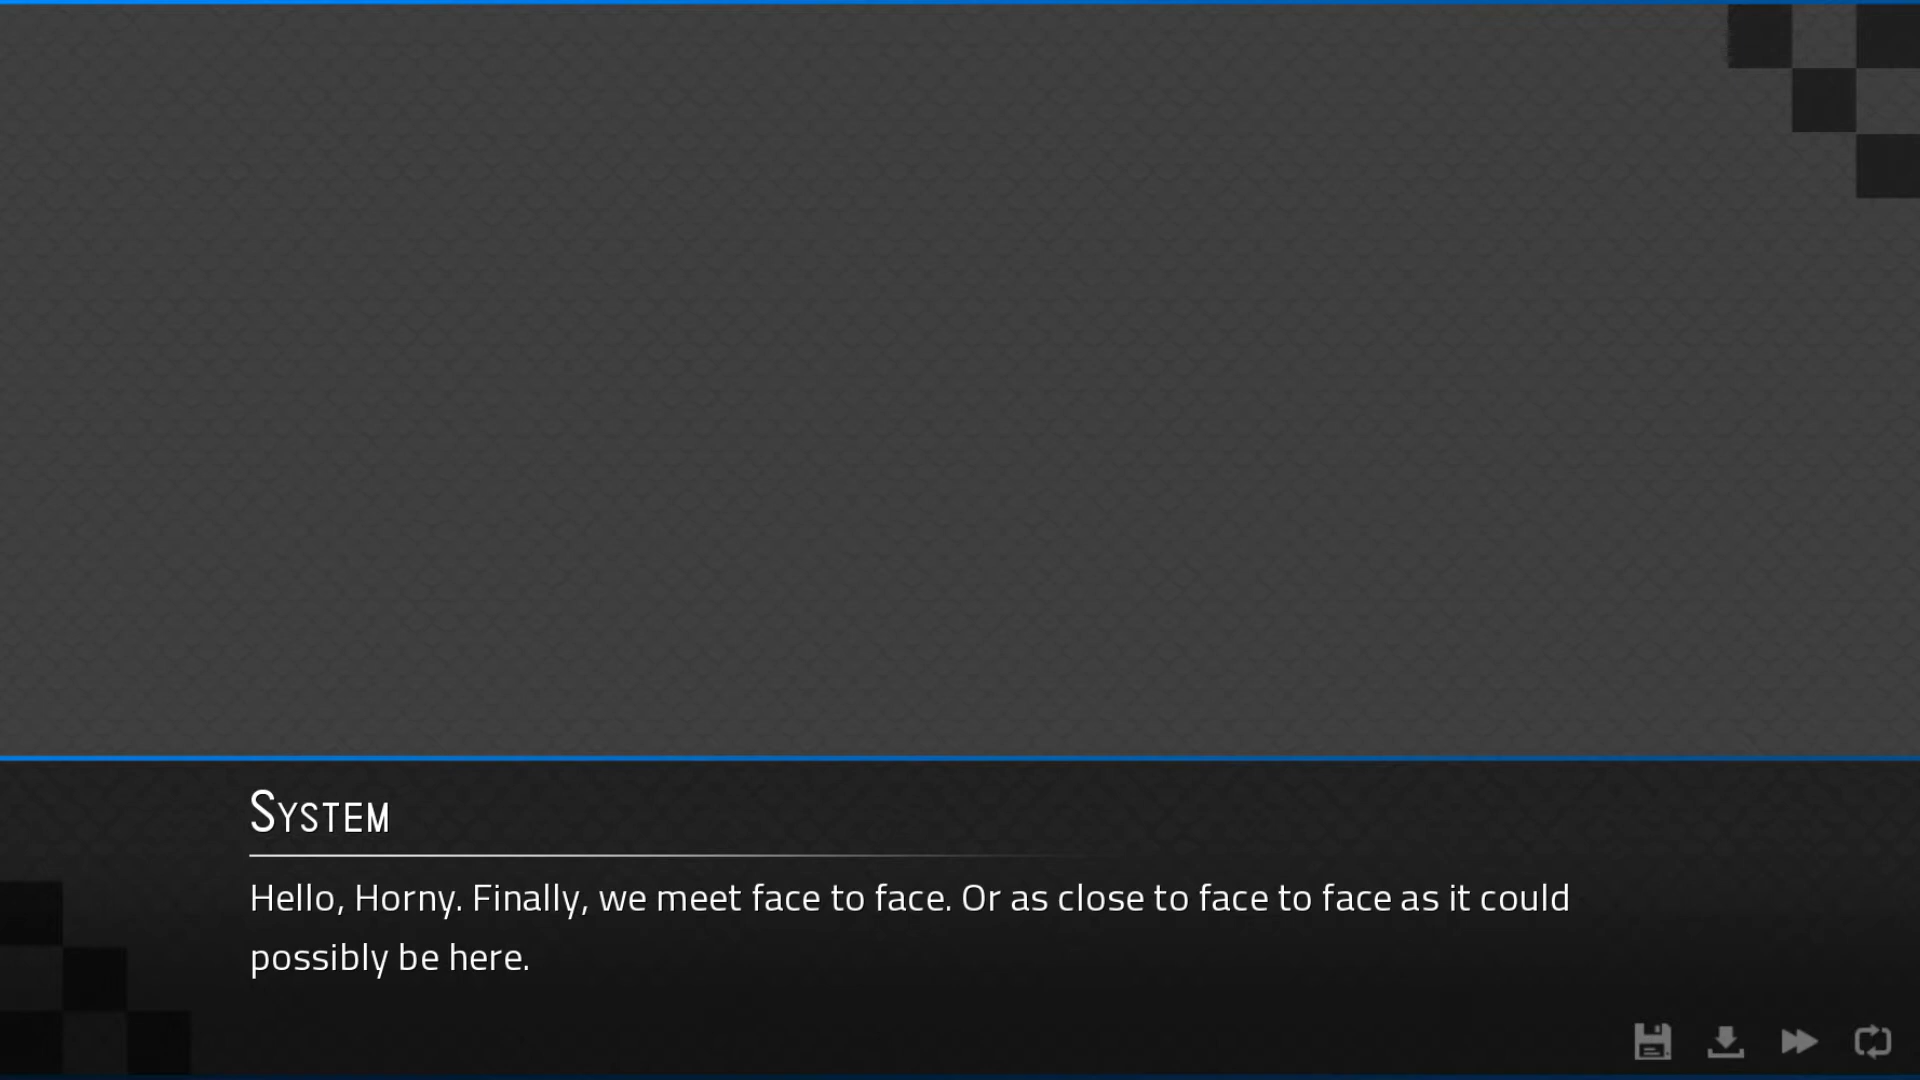 System
Hello, Horny. Finally, we meet face to face. Or as close to face to face as it could
possibly be here.